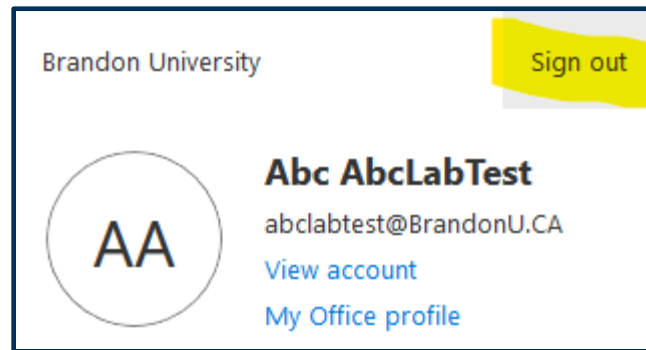 Brandon University
Sign out
AA
Abc AbcLabTest
abclabtest@BrandonU.CA
View account
My Office profile